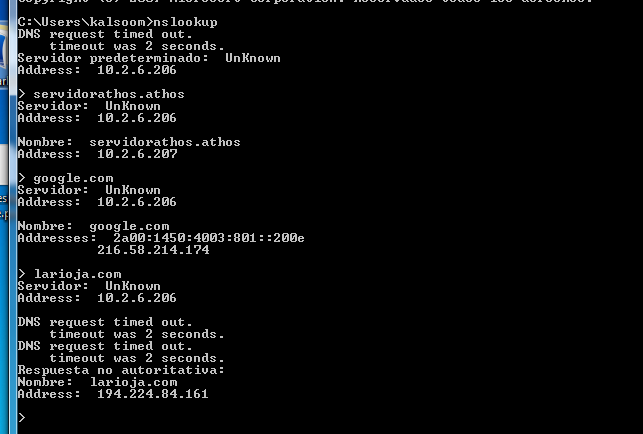 C:\Users\kalsoom>nslookup
DNS request timed out.
    timeout was 2 seconds.
Servidor predeterminado:  UnKnown
Address:  10.2.6.206

> servidorathos.athos
Servidor:  UnKnown
Address:  10.2.6.206

Nombre:  servidorathos.athos
Address:  10.2.6.207

> google.com
Servidor:  UnKnown
Address:  10.2.6.206

Nombre:  google.com
Addresses:  2a00:1450:4003:801::200e
          216.58.214.174

> larioja.com
Servidor:  UnKnown
Address:  10.2.6.206

DNS request timed out.
    timeout was 2 seconds.
DNS request timed out.
    timeout was 2 seconds.
Respuesta no autoritativa:
Nombre:  larioja.com
Address:  194.224.84.161

>